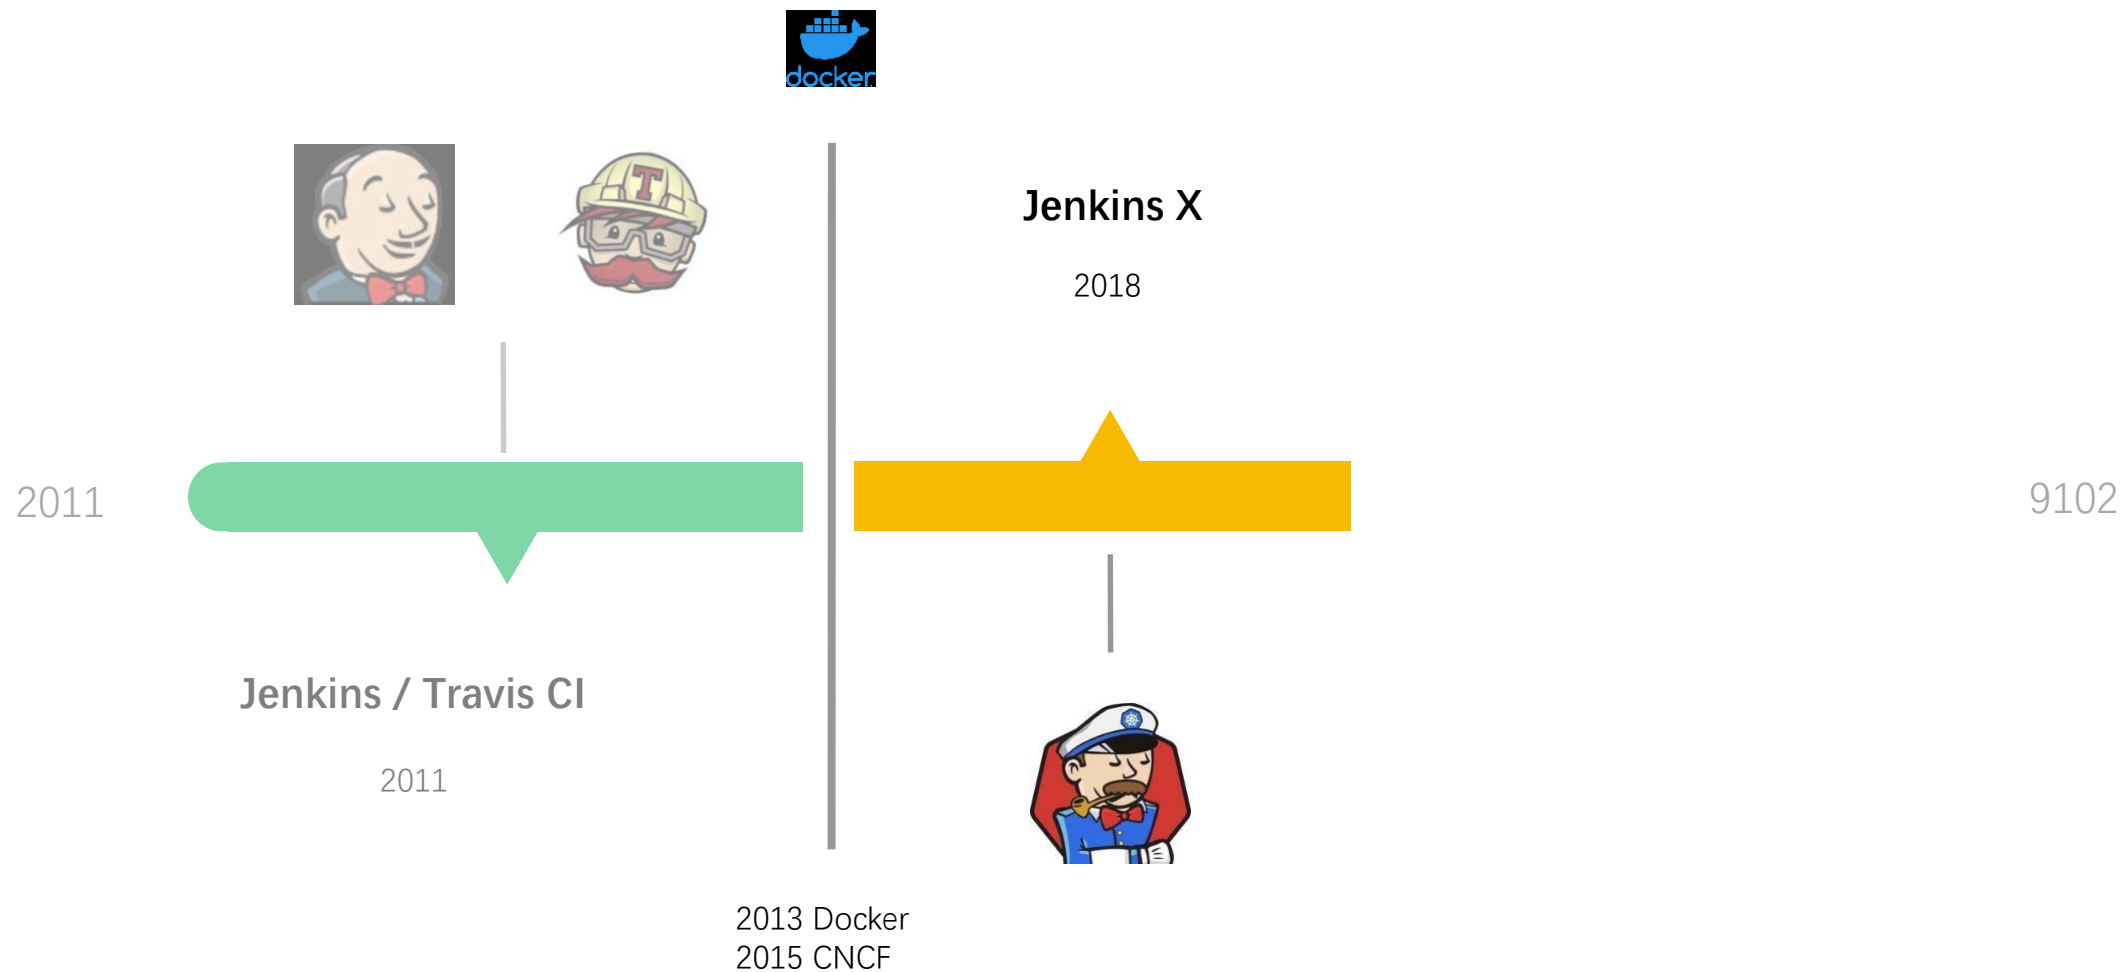 docker
T
Jenkins X
2018
2011
9102
Jenkins / Travis CI
2011
2013 Docker
2015 CNCF